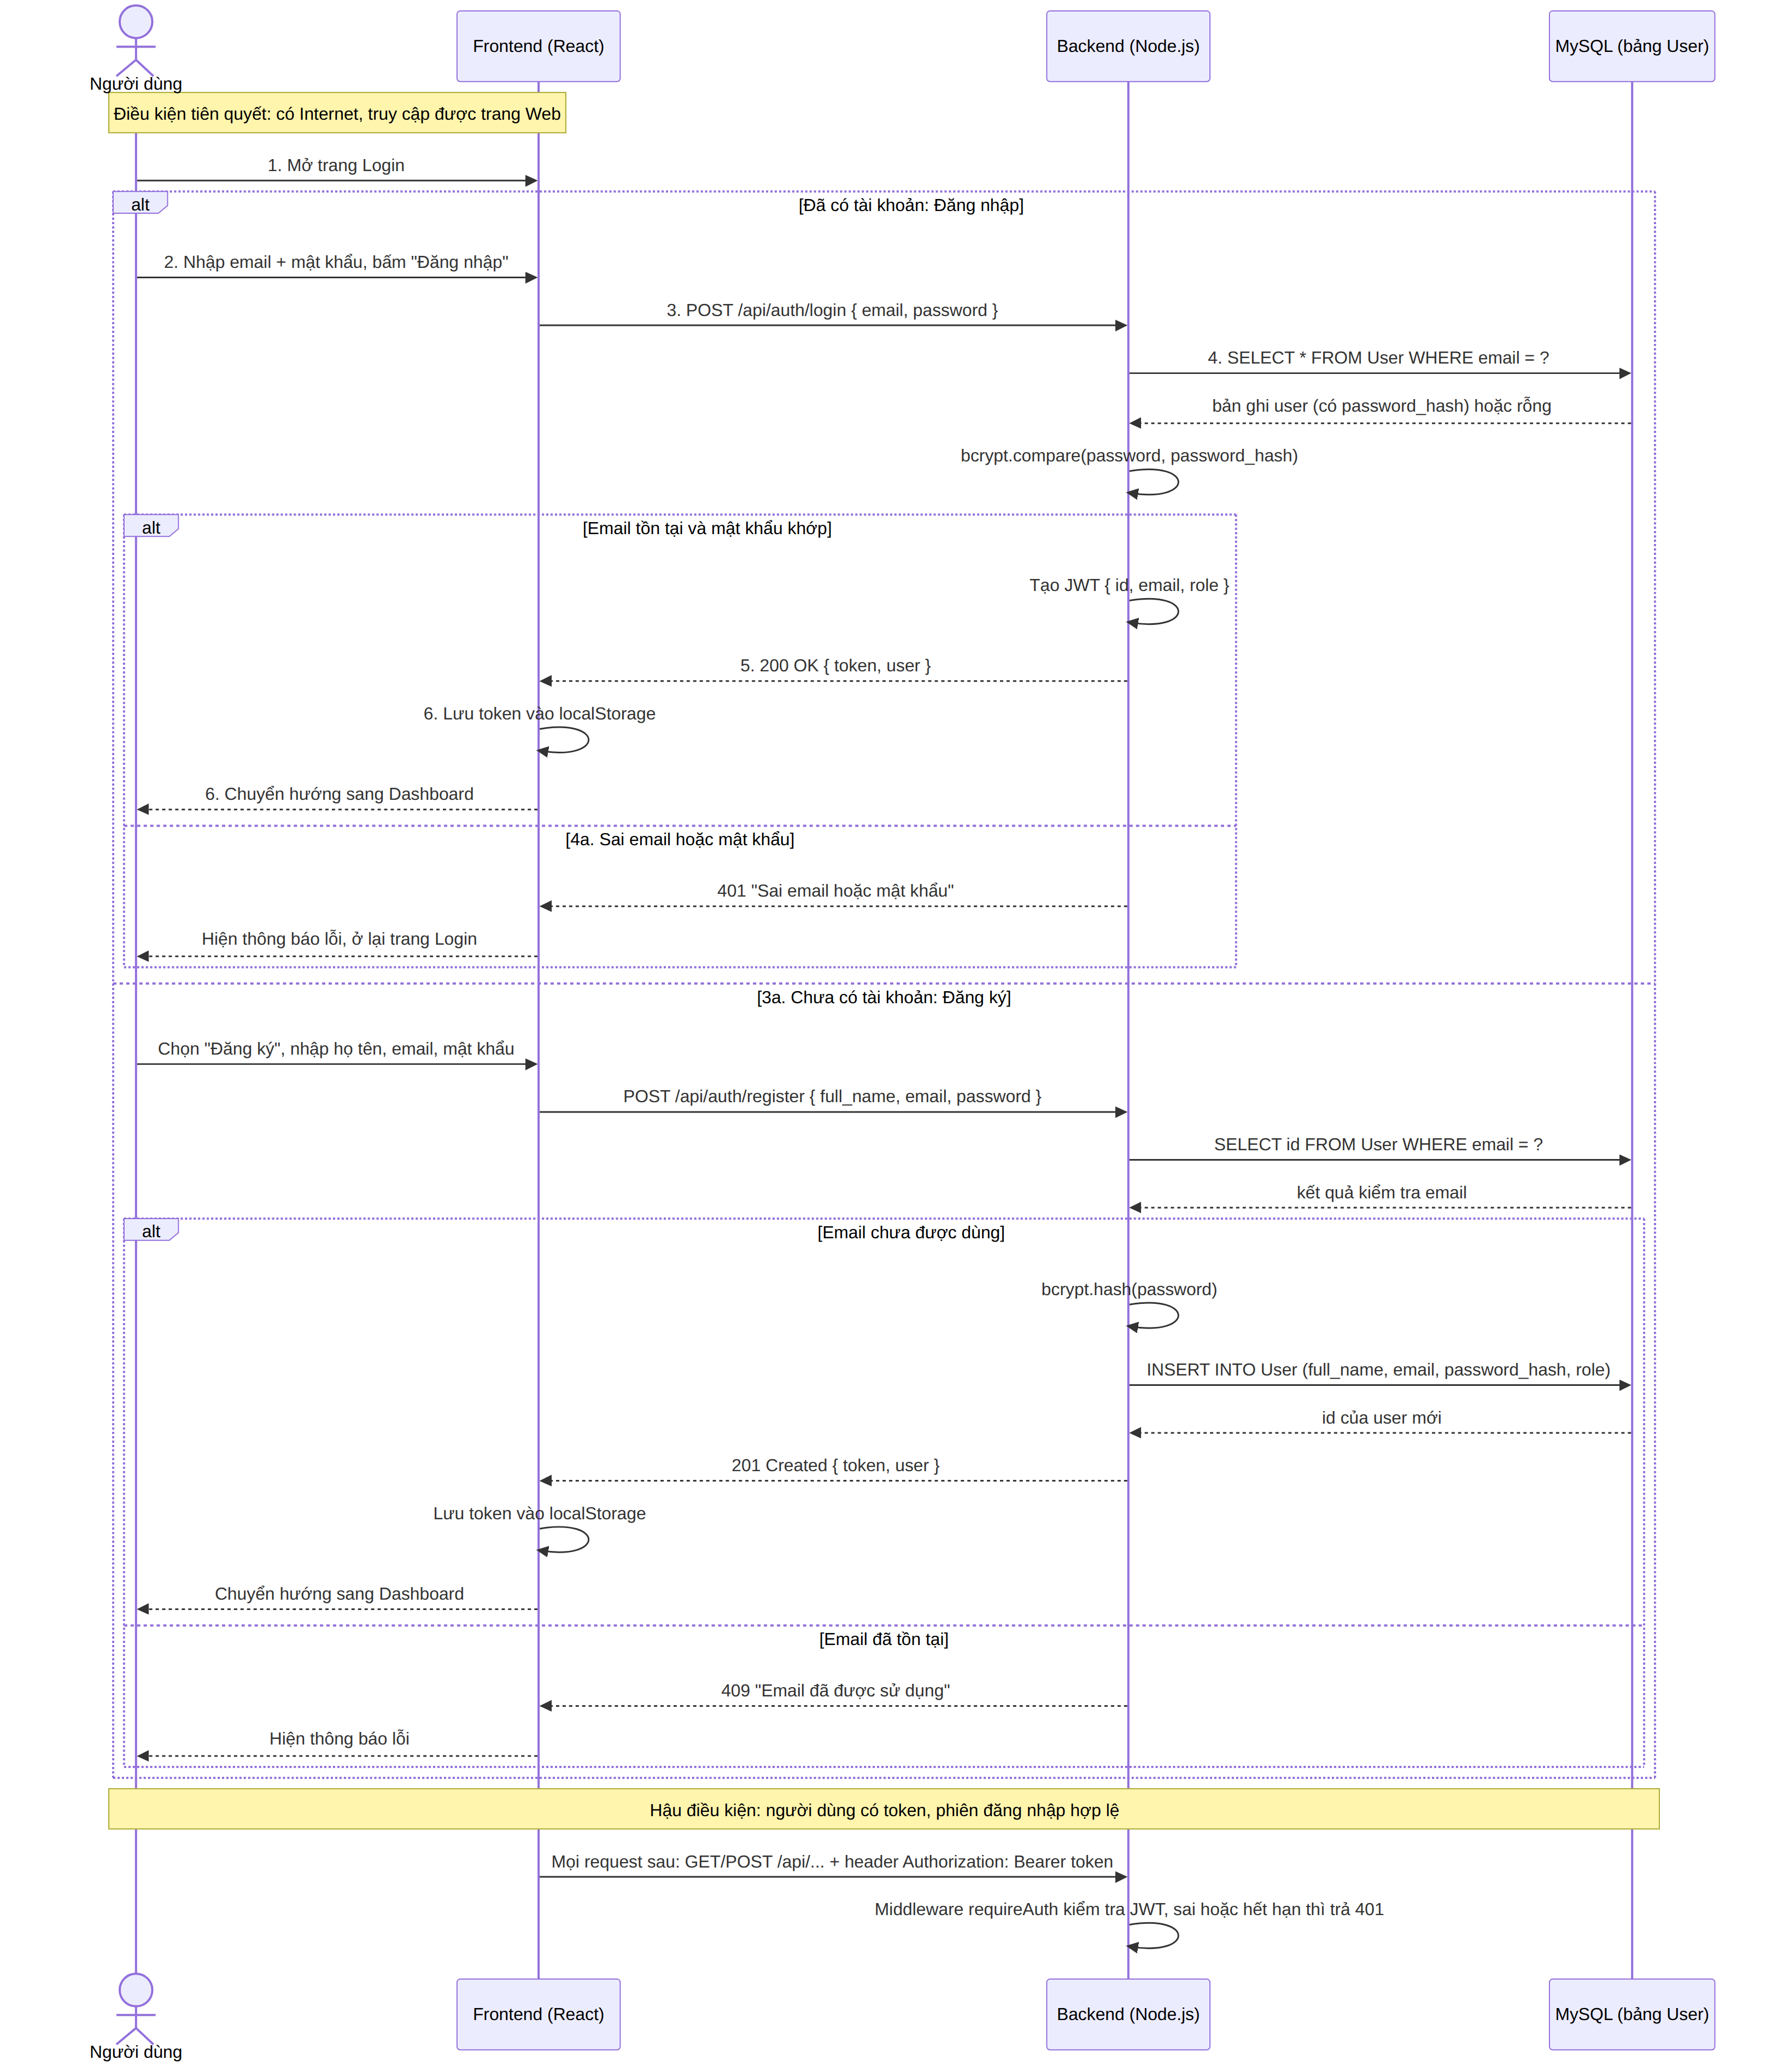 Người dùng
Frontend (React)
Backend (Node.js)
MySQL (bảng User)
Điều kiện tiên quyết: có Internet, truy cập được trang Web
1. Mở trang Login
alt
[Đã có tài khoản: Đăng nhập]
2. Nhập email + mật khẩu, bấm "Đăng nhập"
3. POST /api/auth/login { email, password }
4. SELECT * FROM User WHERE email = ?
bản ghi user (có password_hash) hoặc rỗng
bcrypt.compare(password, password_hash)
alt
[Email tồn tại và mật khẩu khớp]
Tạo JWT { id, email, role }
5. 200 OK { token, user }
6. Lưu token vào localStorage
6. Chuyển hướng sang Dashboard
[4a. Sai email hoặc mật khẩu]
401 "Sai email hoặc mật khẩu"
Hiện thông báo lỗi, ở lại trang Login
[3a. Chưa có tài khoản: Đăng ký]
Chọn "Đăng ký", nhập họ tên, email, mật khẩu
POST /api/auth/register { full_name, email, password }
SELECT id FROM User WHERE email = ?
kết quả kiểm tra email
alt
[Email chưa được dùng]
bcrypt.hash(password)
INSERT INTO User (full_name, email, password_hash, role)
id của user mới
201 Created { token, user }
Lưu token vào localStorage
Chuyển hướng sang Dashboard
[Email đã tồn tại]
409 "Email đã được sử dụng"
Hiện thông báo lỗi
Hậu điều kiện: người dùng có token, phiên đăng nhập hợp lệ
Mọi request sau: GET/POST /api/... + header Authorization: Bearer token
Middleware requireAuth kiểm tra JWT, sai hoặc hết hạn thì trả 401
Người dùng
Frontend (React)
Backend (Node.js)
MySQL (bảng User)